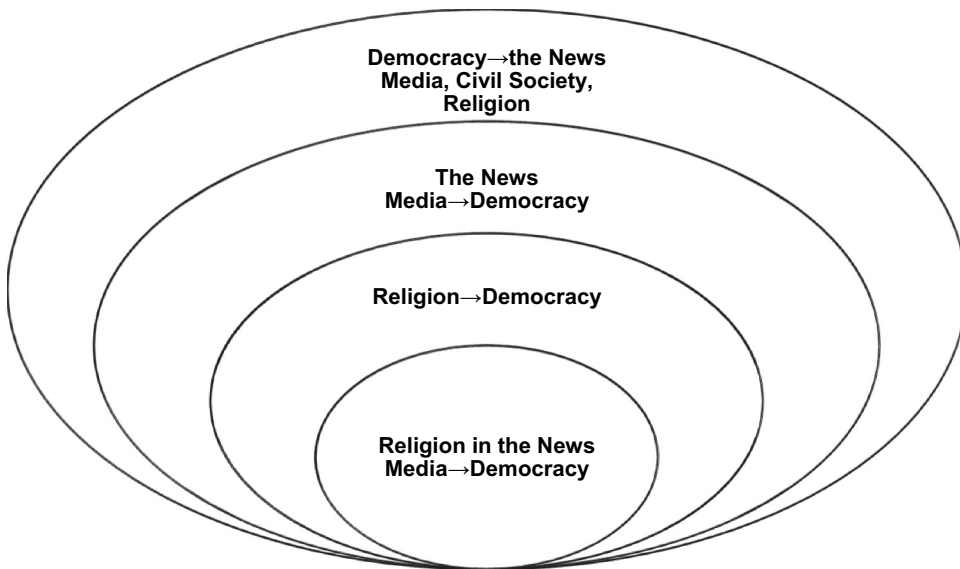 Democracy→the News
Media, Civil Society,
Religion
The News
Media→Democracy
Religion→Democracy
Religion in the News
Media→Democracy